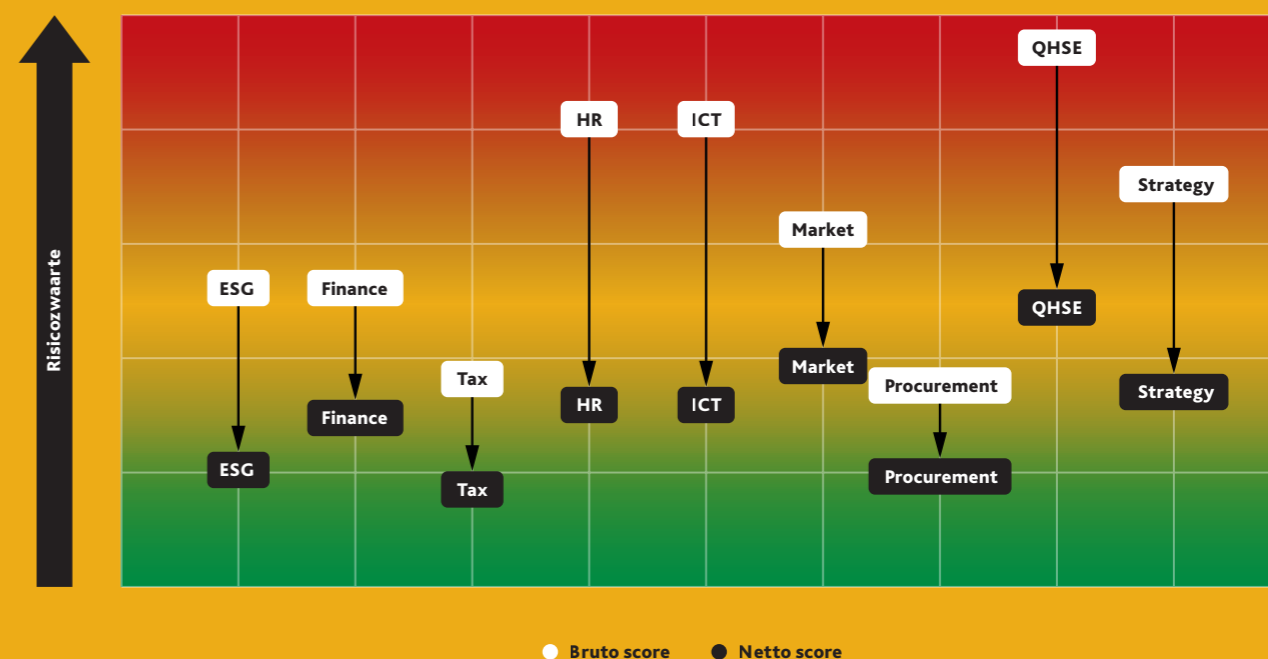 Risicozwaarte
QHSE
HR
ICT
Strategy
Market
ESG
Finance
QHSE
Market
Tax
Procurement
Strategy
HR
ICT
Finance
ESG
Procurement
Tax
Bruto score
Netto score